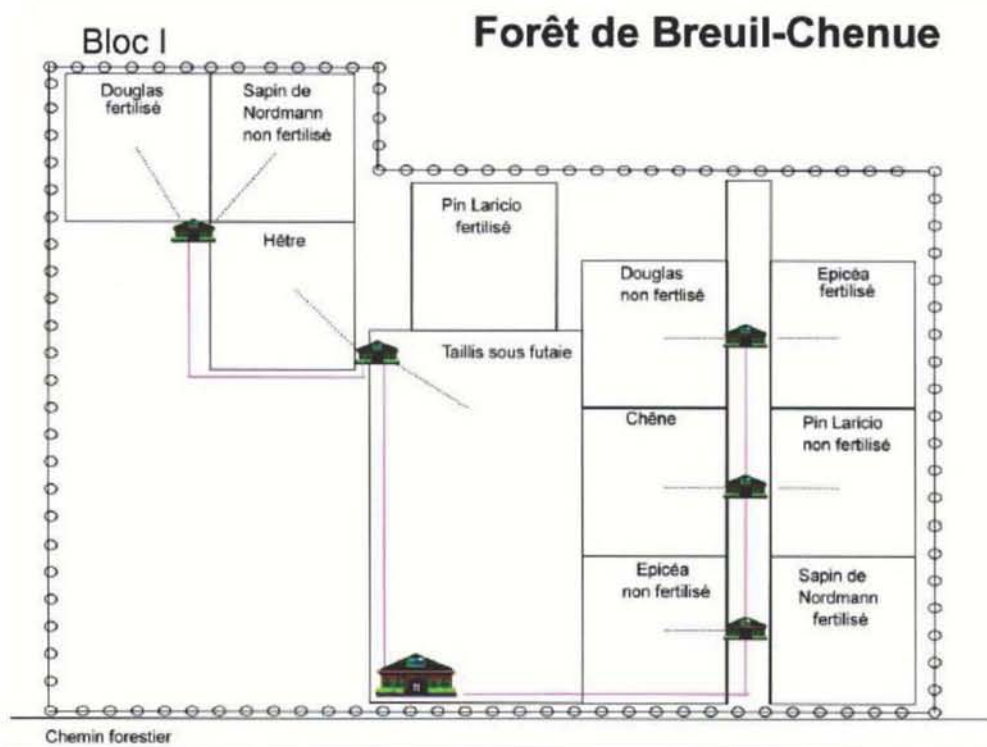 Forêt de Breuil-Chenue
Bloc I
Douglas
fertilisé
Sapin de
Nordmann
non fertilisé
Hêtre
Pin Laricio
fertilisé
Taillis sous futaie
Douglas
non fertlisé
Epicéa
fertilisé
Chêne
Pin Laricio
non fertilisé
Epicéa
non fertilisé
Sapin de
Nordmann
fertilisé
Chemin forestier